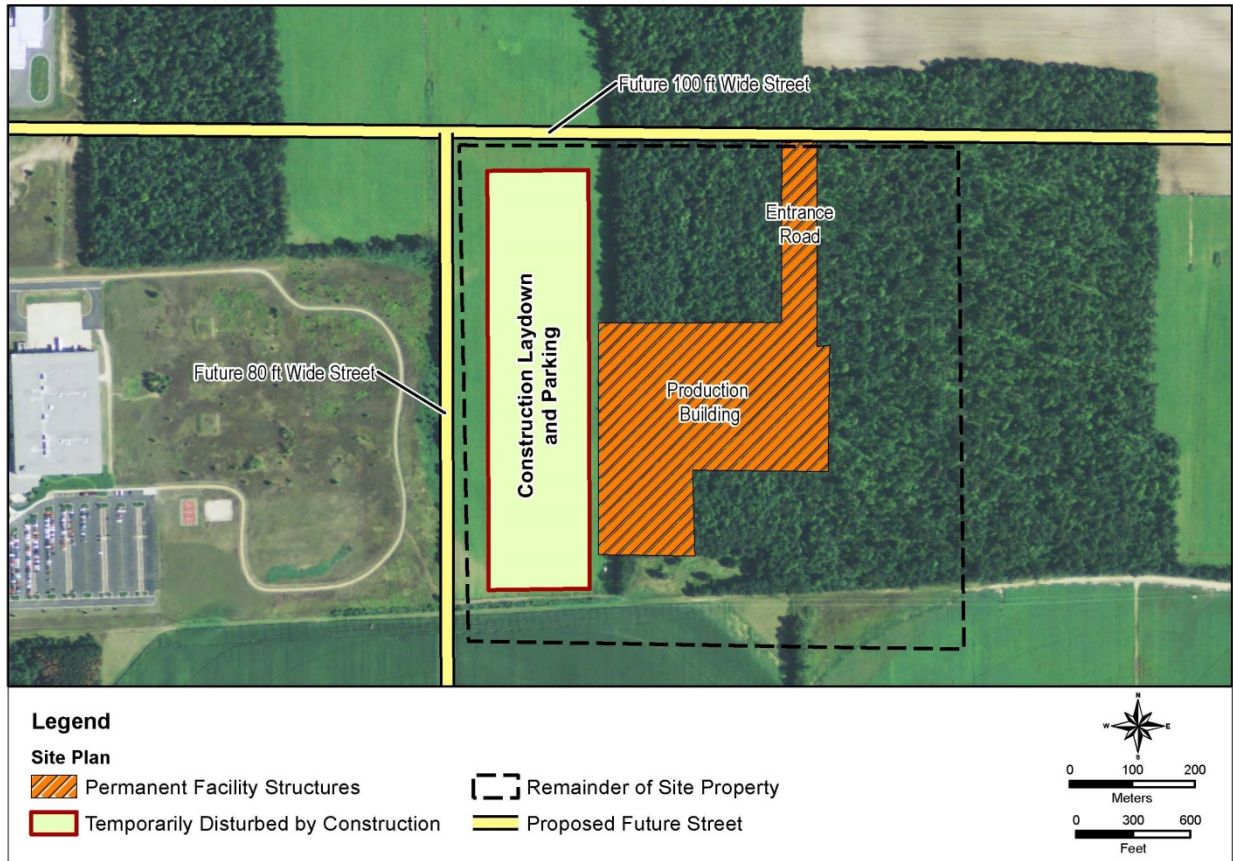 Future 100 ft Wide Street
Entrance
Road
Construction Laydown
and Parking
Future 80 ft Wide Street
Production
Building
Legend
Site Plan
Permanent Facility Structures
Temporarily Disturbed by Construction
Remainder of Site Property
Proposed Future Street
N
W E
S
0 100 200
Meters
0 300 600
Feet